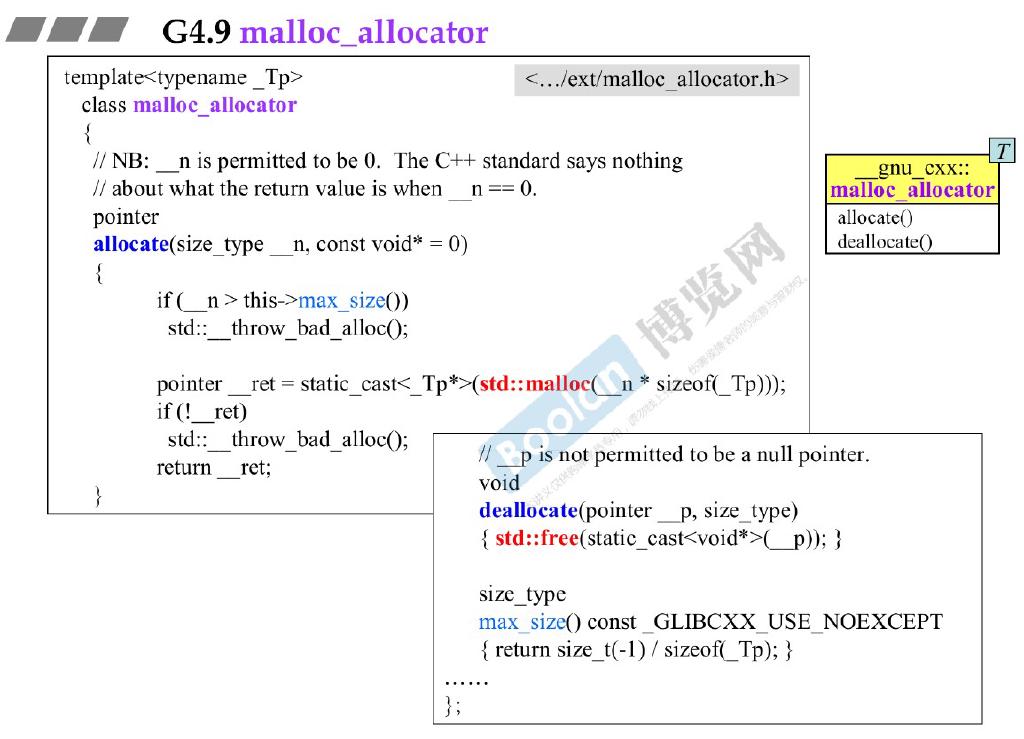 G4.9 malloc_allocator
template<typename _Tp>
<…/ext/malloc_allocator.h>
class malloc_allocator
{
// NB: __n is permitted to be 0.  The C++ standard says nothing
// about what the return value is when __n == 0.
pointer
allocate(size_type __n, const void* = 0)
{
if (__n > this->max_size())
std::__throw_bad_alloc();
pointer __ret = static_cast<_Tp*>(std::malloc(__n * sizeof(_Tp)));
if (!__ret)
std::__throw_bad_alloc();
return __ret;
}
// __p is not permitted to be a null pointer.
void
deallocate(pointer __p, size_type)
{ std::free(static_cast<void*>(__p)); }
size_type
max_size() const _GLIBCXX_USE_NOEXCEPT
{ return size_t(-1) / sizeof(_Tp); }
……
};
T
__gnu_cxx::
malloc_allocator
allocate()
deallocate()
Boolan 博览网